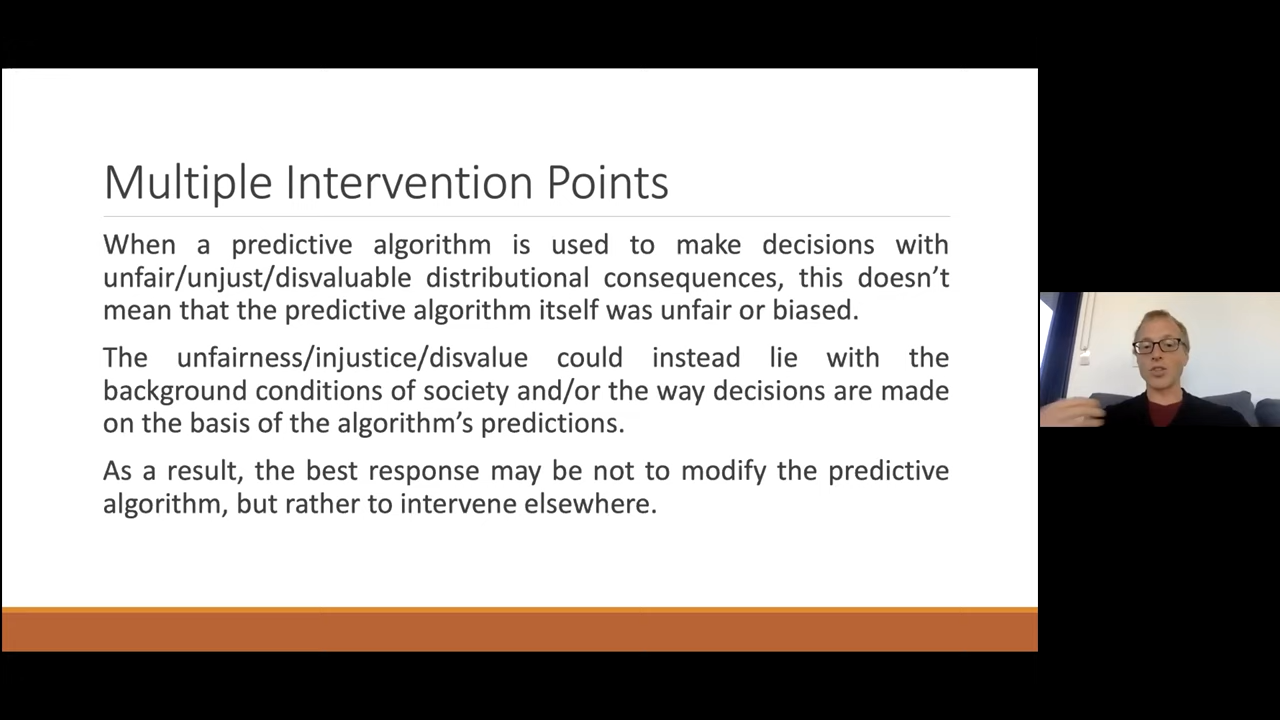 Multiple Intervention Points
When a predictive algorithm is used to make decisions with
unfair/unjust/disvaluable distributional consequences, this doesn’t
mean that the predictive algorithm itself was unfair or biased.
The unfairness/injustice/disvalue could instead lie with the
background conditions of society and/or the way decisions are made
on the basis of the algorithm’s predictions.
As a result, the best response may be not to modify the predictive
algorithm, but rather to intervene elsewhere.